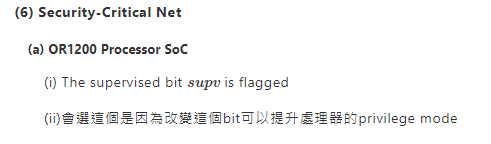 (6) Security-Critical Net
(a) OR1200 Processor SoC
(i) The supervised bit supv is flagged
(ii)會選這個是因為改變這個bit可以提升處理器的privilege mode